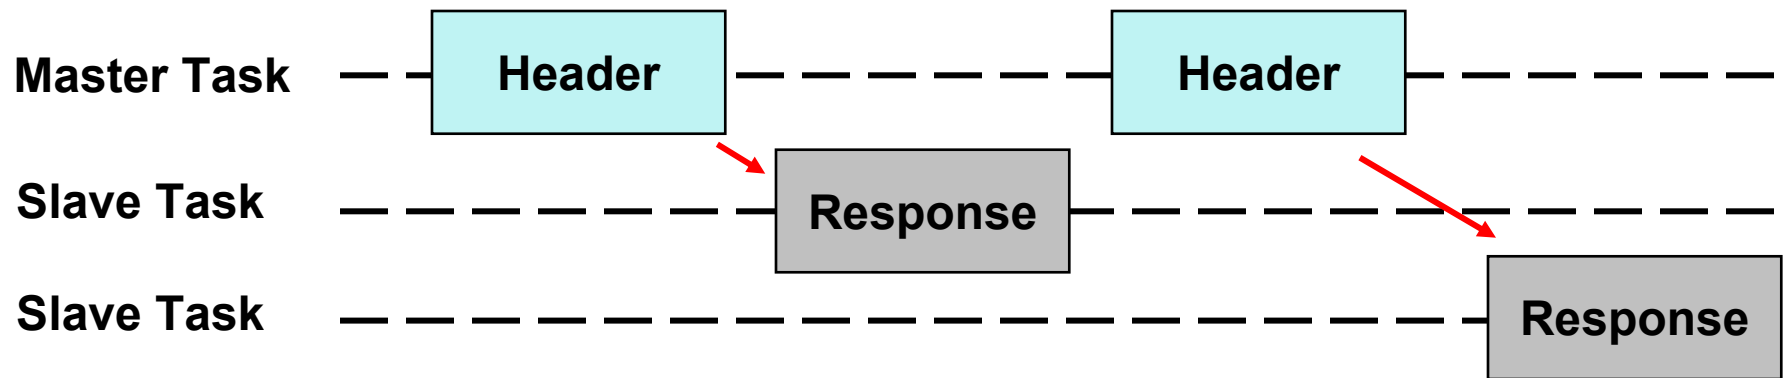 Master Task
Header
Header
Slave Task
Response
Slave Task
Response